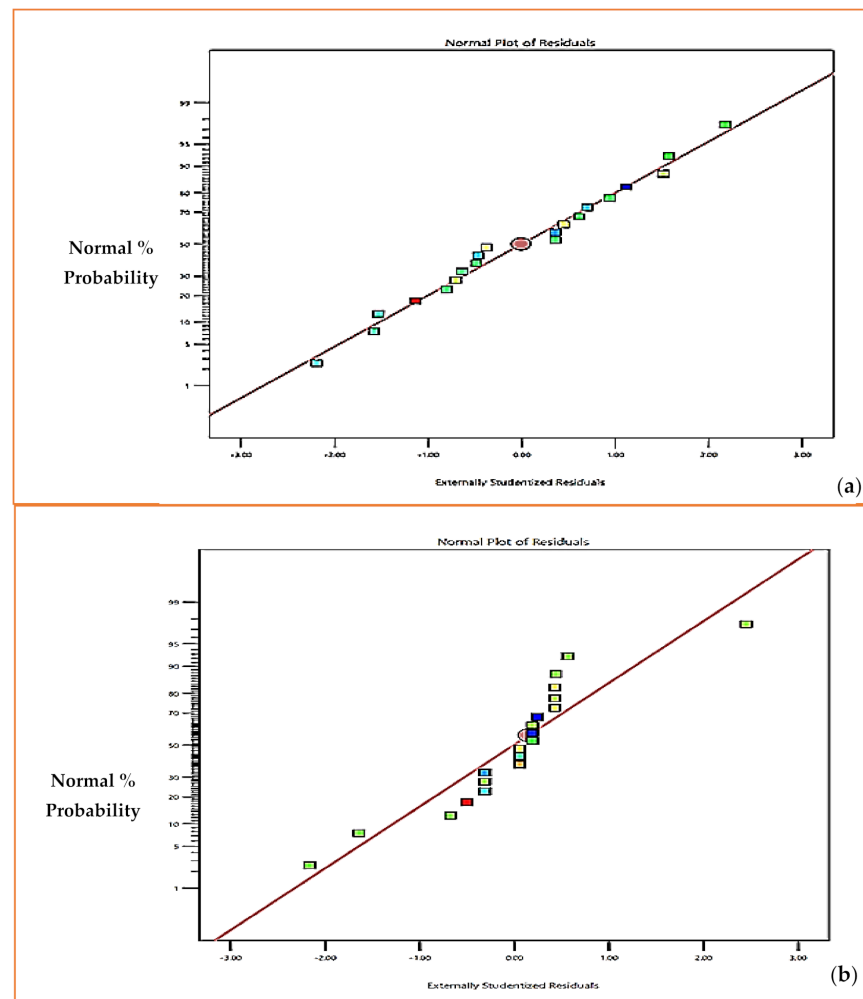 Normal Plot of Residuals
99
95
90
80
70
50
30
20
10
5
1
Normal %
Probability
-3.00 -2.00 -1.00 0.00 1.00 2.00 3.00
Externally Studentized Residuals
(a)
Normal Plot of Residuals
99
95
90
80
70
50
30
20
10
5
1
Normal %
Probability
-3.00 -2.00 -1.00 0.00 1.00 2.00 3.00
Externally Studentized Residuals
(b)